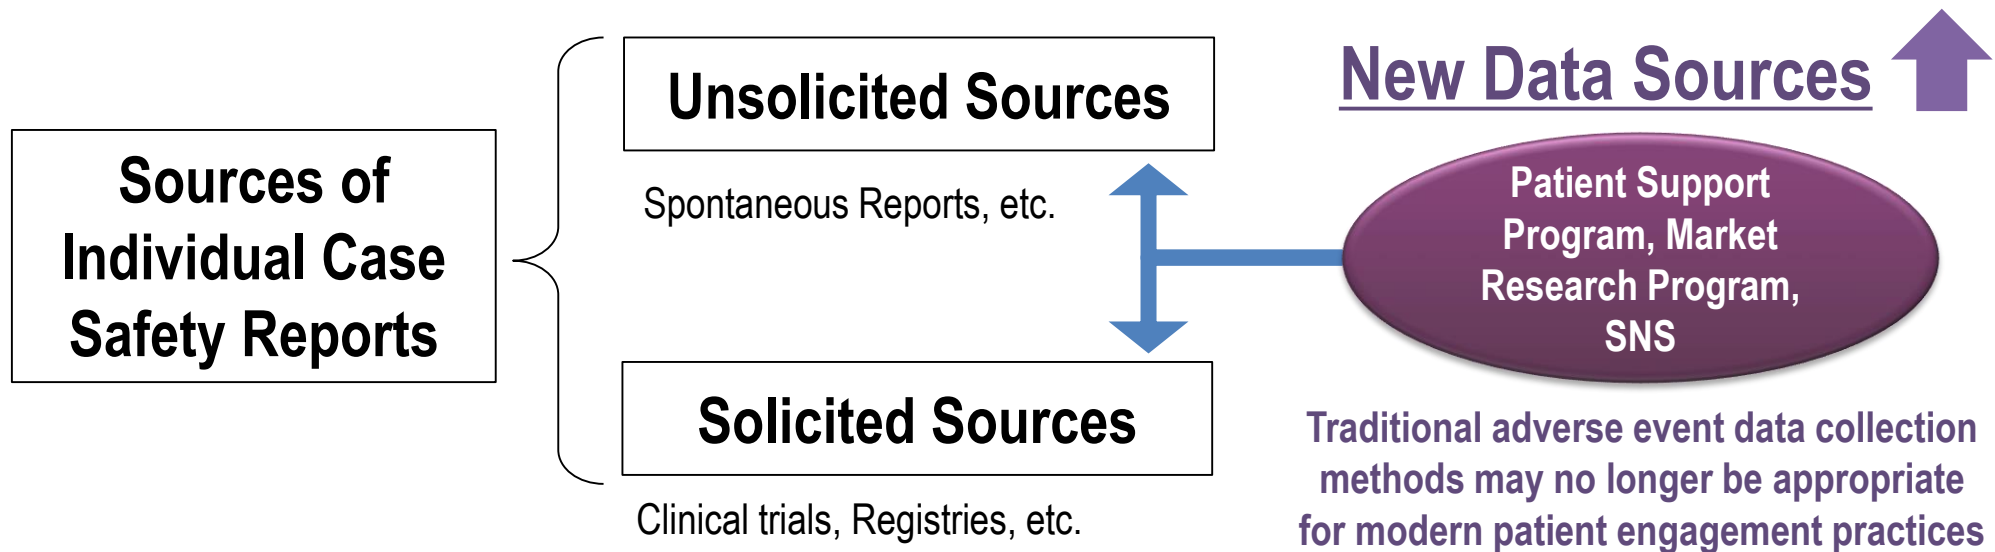 Sources of
Individual Case
Safety Reports
Unsolicited Sources
Spontaneous Reports, etc.
Solicited Sources
Clinical trials, Registries, etc.
New Data Sources
Patient Support
Program, Market
Research Program,
SNS
Traditional adverse event data collection
methods may no longer be appropriate
for modern patient engagement practices